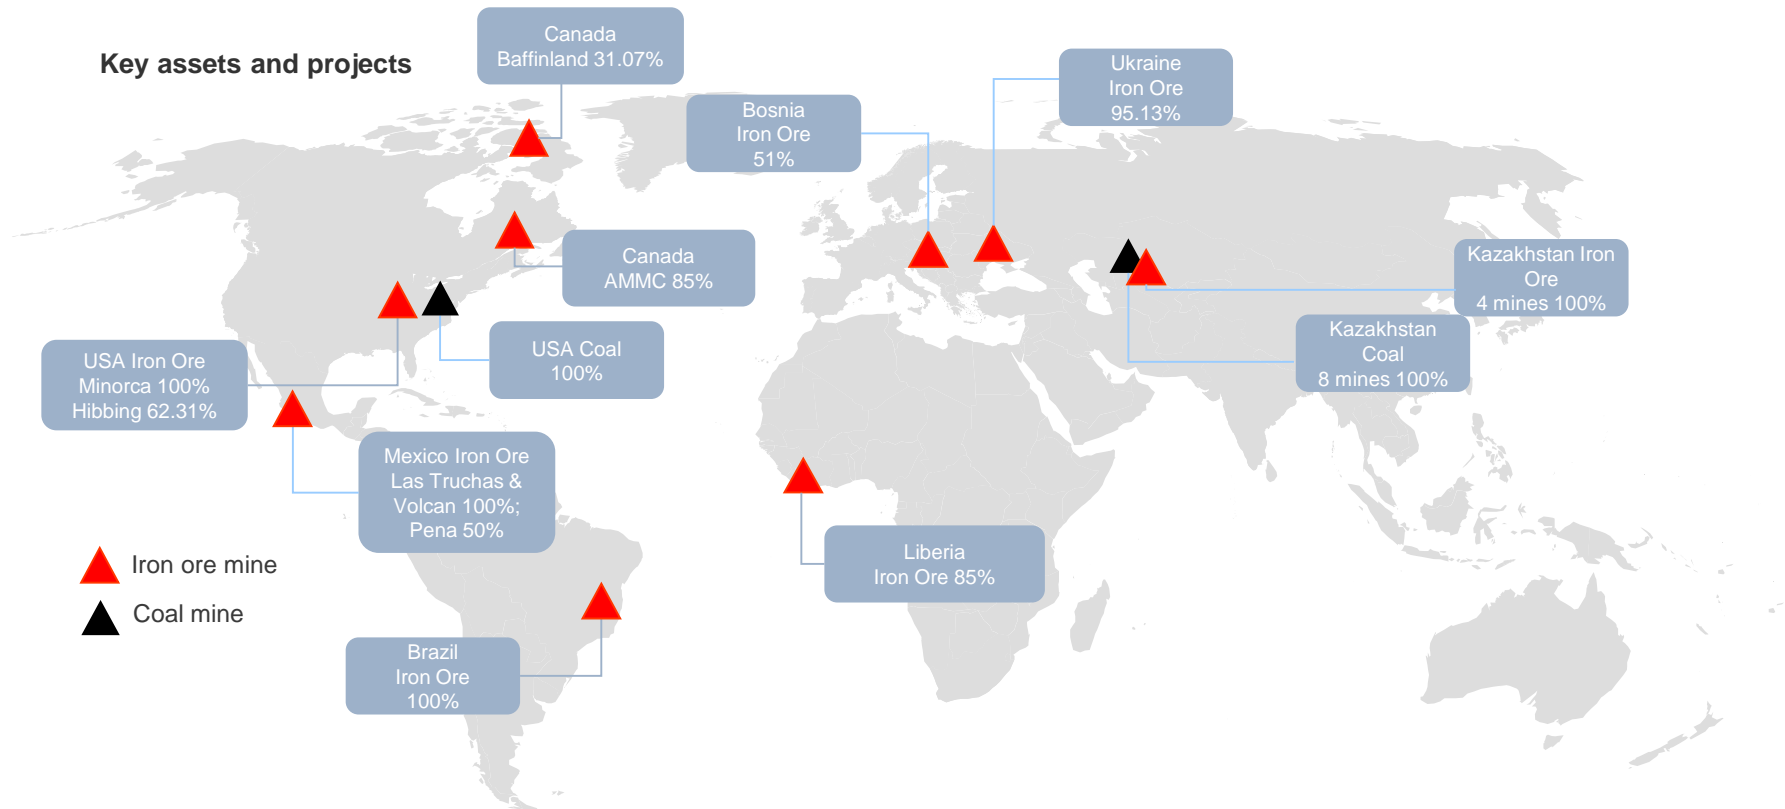 Key assets and projects
Canada
Baffinland 31.07%
Ukraine
Iron Ore
95.13%
Bosnia
Iron Ore
51%
Canada
AMMC 85%
Kazakhstan Iron
Ore
4 mines 100%
Kazakhstan
Coal
8 mines 100%
USA Coal
100%
USA Iron Ore
Minorca 100%
Hibbing 62.31%
Mexico Iron Ore
Las Truchas &
Volcan 100%;
Pena 50%
Liberia
Iron Ore 85%
Iron ore mine
Coal mine
Brazil
Iron Ore
100%